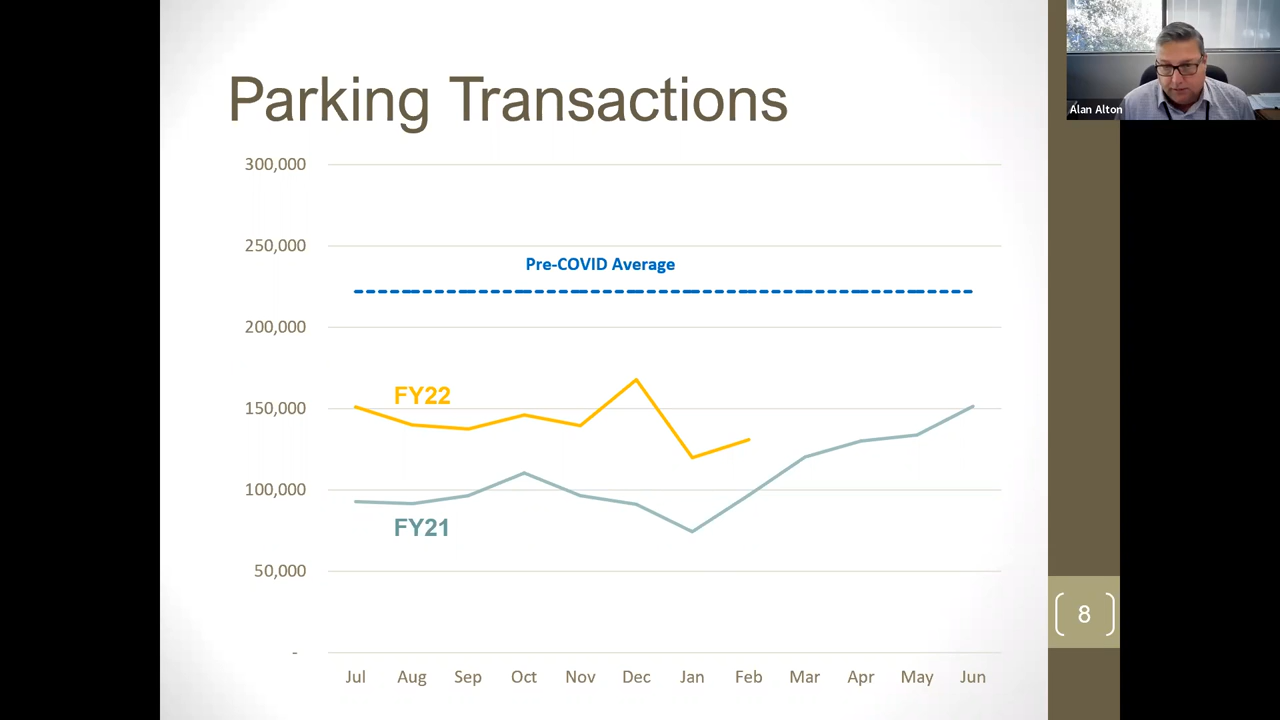 Parking Transactions
Alan Alton
300,000
250,000
Pre-COVID Average
200,000
FY22
150,000
100,000
FY21
50,000
-
Jul Aug Sep Oct Nov Dec Jan Feb Mar Apr May Jun
8